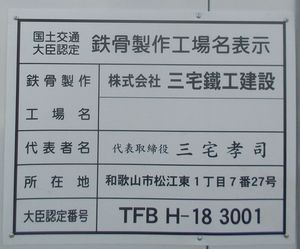 国土交通
大臣認定
鉄骨製作工場名表示
鉄骨製作
工場名
株式会社 三宅鐵工建設
代表者名
代表取締役 三宅孝司
所在地
和歌山市松江東1丁目7番27号
大臣認定番号
TFB H-18 3001